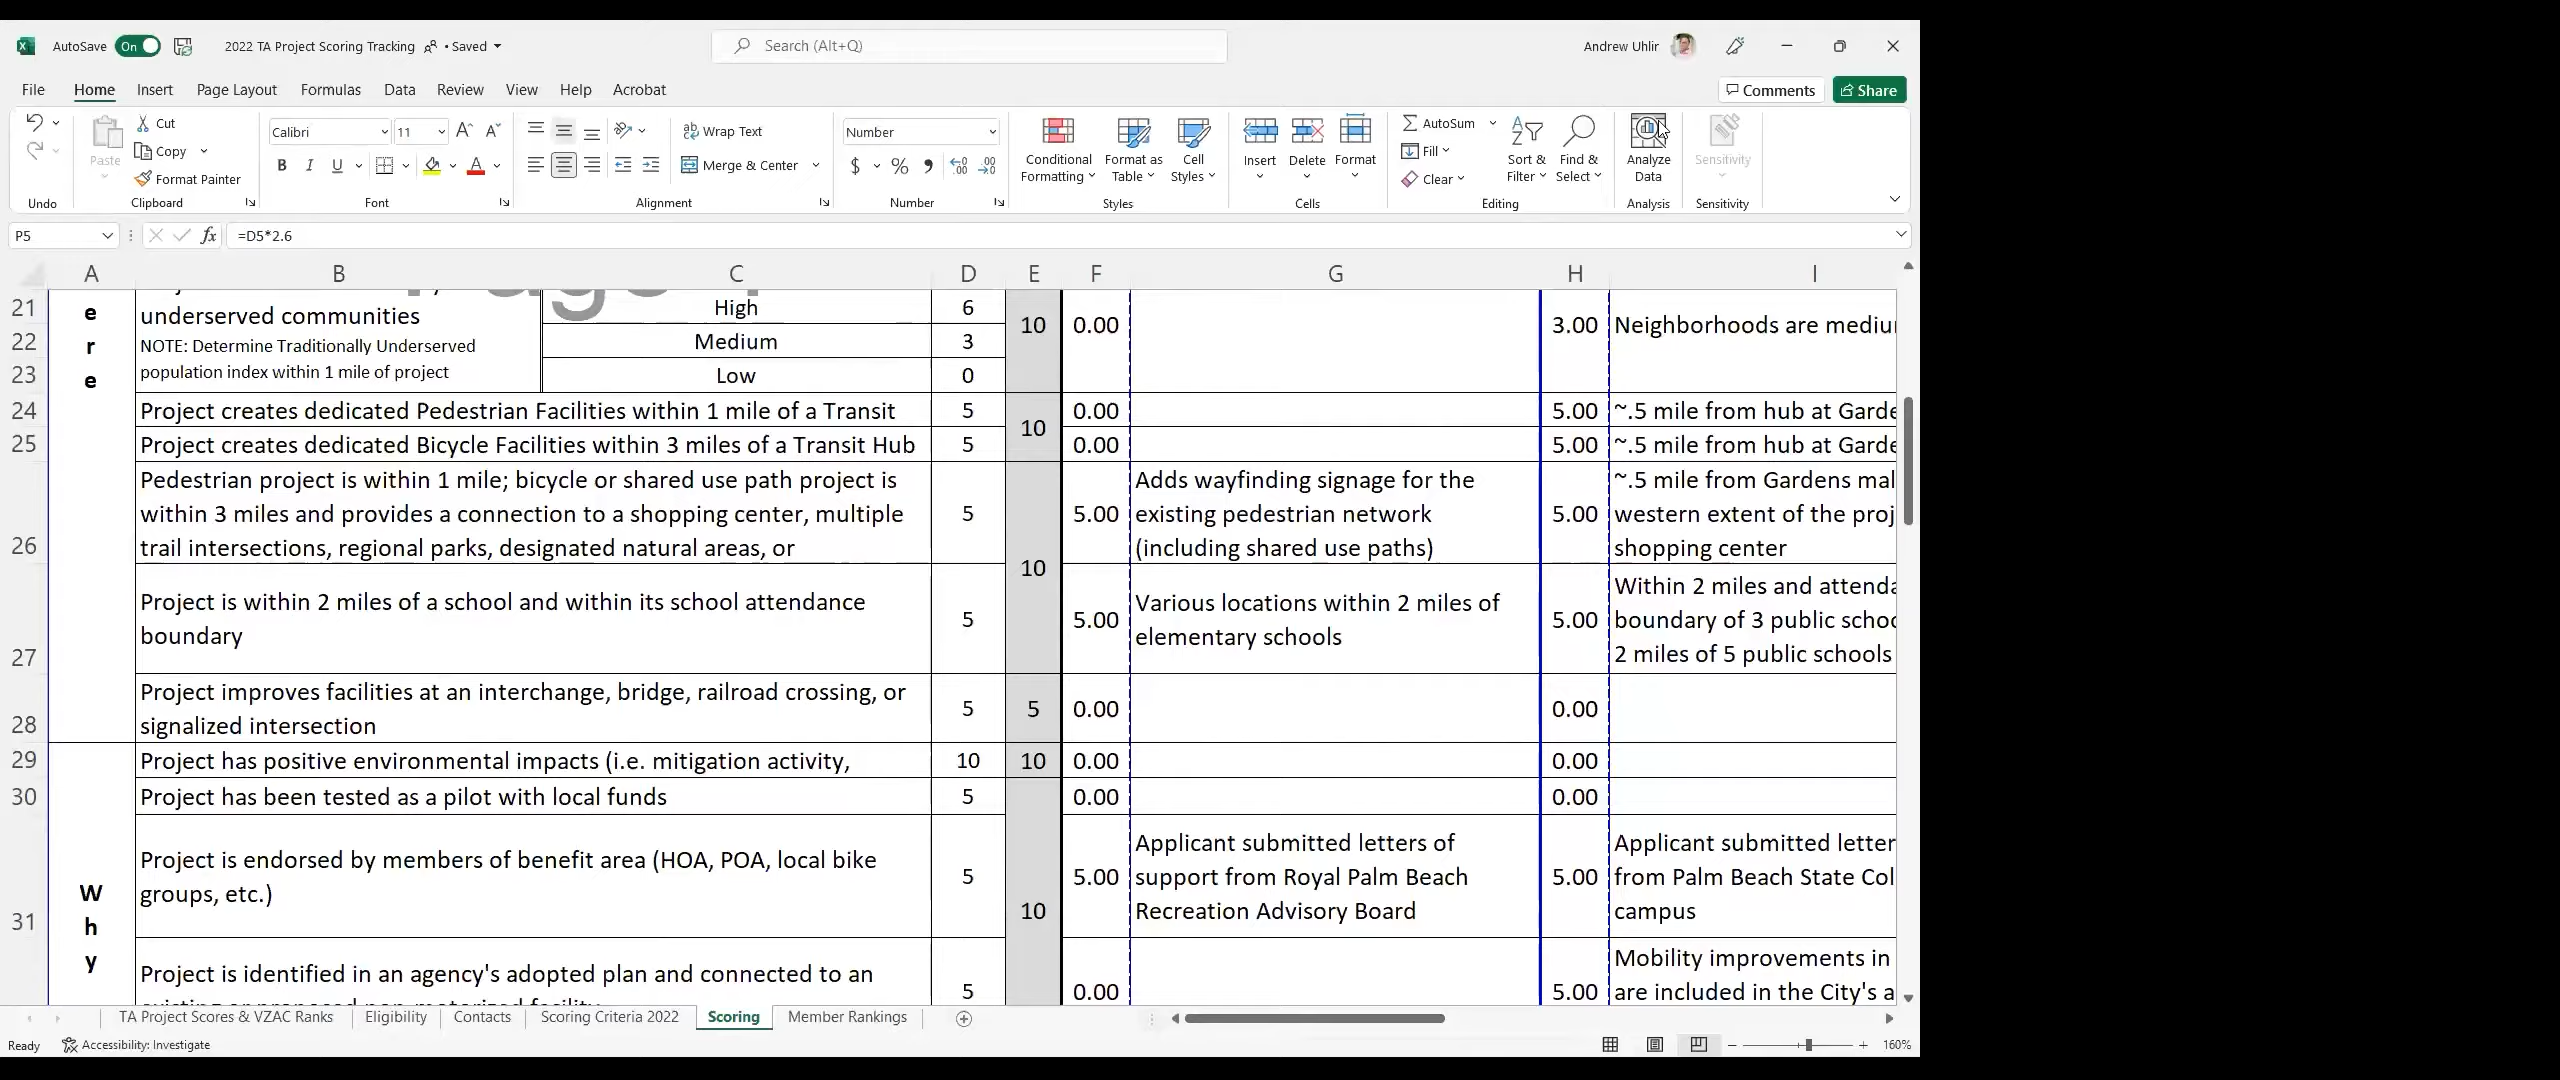 AutoSave On 2022 TA Project Scoring Tracking • Saved Search (Alt+Q) Andrew Uhlir
File Home Insert Page Layout Formulas Data Review View Help Acrobat Comments Share
Cut Calibri 11 Wrap Text Number AutoSum
Paste Copy Conditional Formatting Format as Table Cell Styles Insert Delete Format Fill Sort & Filter Find & Select Analyze Data Sensitivity
Format Painter B I U Merge & Center $ % Clear
Undo Clipboard Font Alignment Number Styles Cells Editing Analysis Sensitivity
P5 fx =D5*2.6
A B C D E F G H I
21 e underserved communities High 6 10 0.00 3.00 Neighborhoods are mediu
22 r NOTE: Determine Traditionally Underserved Medium 3
23 e population index within 1 mile of project Low 0
24 Project creates dedicated Pedestrian Facilities within 1 mile of a Transit 5 10 0.00 5.00 ~.5 mile from hub at Garde
25 Project creates dedicated Bicycle Facilities within 3 miles of a Transit Hub 5 0.00 5.00 ~.5 mile from hub at Garde
Pedestrian project is within 1 mile; bicycle or shared use path project is Adds wayfinding signage for the ~.5 mile from Gardens mal
within 3 miles and provides a connection to a shopping center, multiple 5 5.00 existing pedestrian network 5.00 western extent of the proj
26 trail intersections, regional parks, designated natural areas, or 10 (including shared use paths) shopping center
Within 2 miles and attenda
Project is within 2 miles of a school and within its school attendance 5 5.00 Various locations within 2 miles of 5.00 boundary of 3 public schoo
27 boundary elementary schools 2 miles of 5 public schools
Project improves facilities at an interchange, bridge, railroad crossing, or 5 5 0.00 0.00
28 signalized intersection
29 Project has positive environmental impacts (i.e. mitigation activity, 10 10 0.00 0.00
30 Project has been tested as a pilot with local funds 5 0.00 0.00
Applicant submitted letters of Applicant submitted letter
W Project is endorsed by members of benefit area (HOA, POA, local bike 5 5.00 support from Royal Palm Beach 5.00 from Palm Beach State Col
31 h groups, etc.) 10 Recreation Advisory Board campus
y Mobility improvements in
Project is identified in an agency's adopted plan and connected to an 5 0.00 5.00 are included in the City's a
TA Project Scores & VZAC Ranks Eligibility Contacts Scoring Criteria 2022 Scoring Member Rankings
Ready Accessibility: Investigate 160%